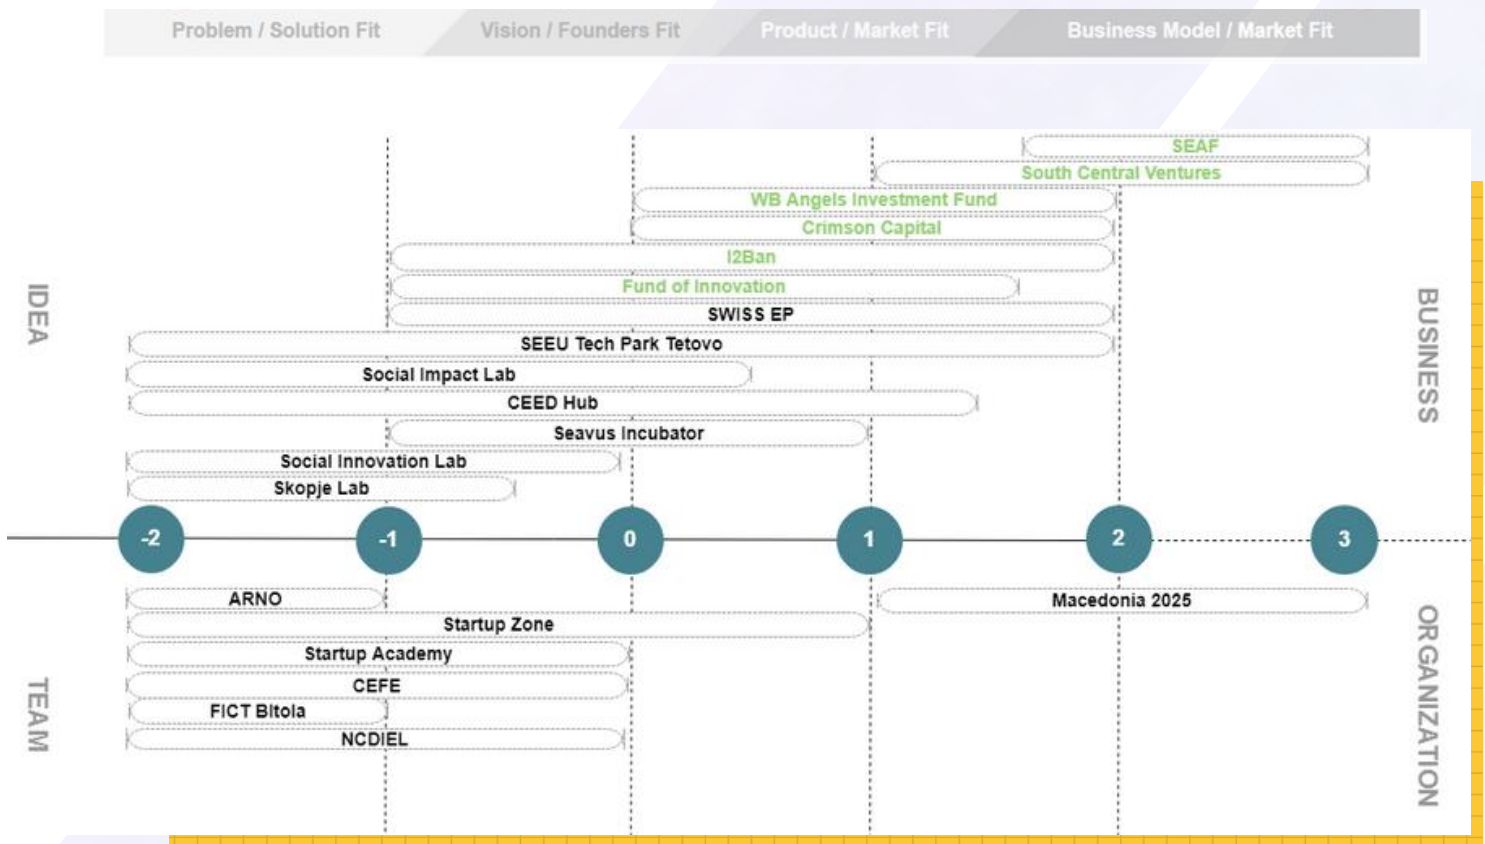 Problem / Solution Fit
Vision / Founders Fit
Product / Market Fit
Business Model / Market Fit
SEAF
South Central Ventures
WB Angels Investment Fund
Crimson Capital
I2Ban
Fund of Innovation
SWISS EP
SEEU Tech Park Tetovo
Social Impact Lab
CEED Hub
Seavus Incubator
Social Innovation Lab
Skopje Lab
IDEA
BUSINESS
-2
-1
0
1
2
3
ARNO
Macedonia 2025
Startup Zone
Startup Academy
CEFE
FICT Bitola
NCDIEL
TEAM
ORGANIZATION